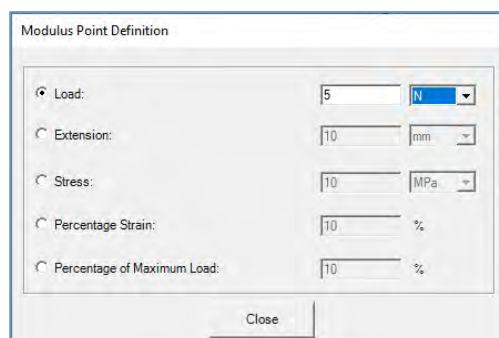 Modulus Point Definition
Load: 5 N
Extension: 10 mm
Stress: 10 MPa
Percentage Strain: 10 %
Percentage of Maximum Load: 10 %
Close